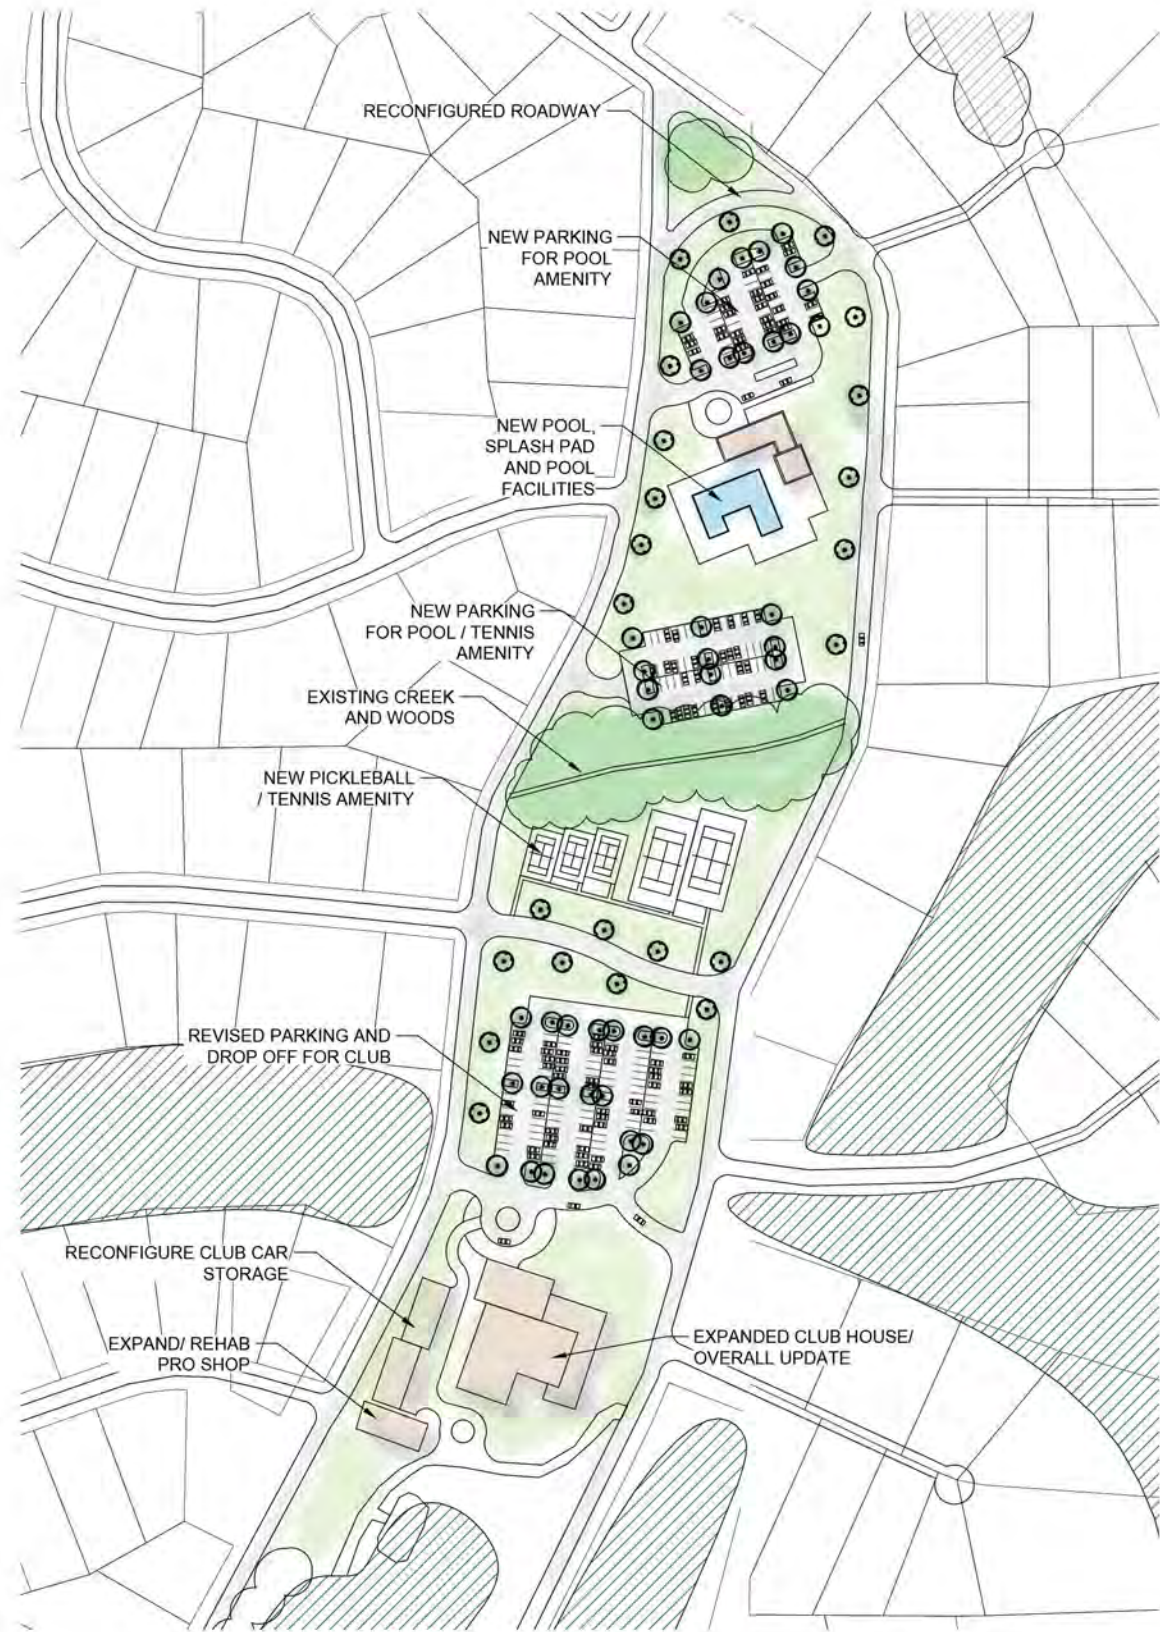 RECONFIGURED ROADWAY
NEW PARKING
FOR POOL
AMENITY
NEW POOL,
SPLASH PAD
AND POOL
FACILITIES
NEW PARKING
FOR POOL / TENNIS
AMENITY
EXISTING CREEK
AND WOODS
NEW PICKLEBALL
/ TENNIS AMENITY
REVISED PARKING AND
DROP OFF FOR CLUB
RECONFIGURE CLUB CAR
STORAGE
EXPAND/ REHAB
PRO SHOP
EXPANDED CLUB HOUSE/
OVERALL UPDATE